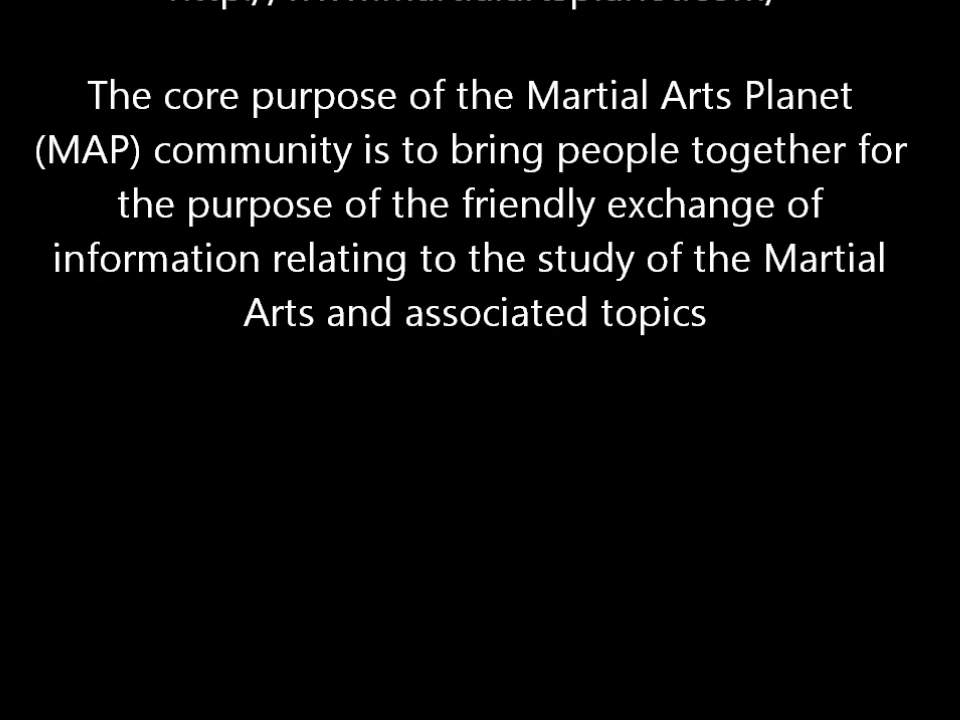 The core purpose of the Martial Arts Planet
(MAP) community is to bring people together for
the purpose of the friendly exchange of
information relating to the study of the Martial
Arts and associated topics